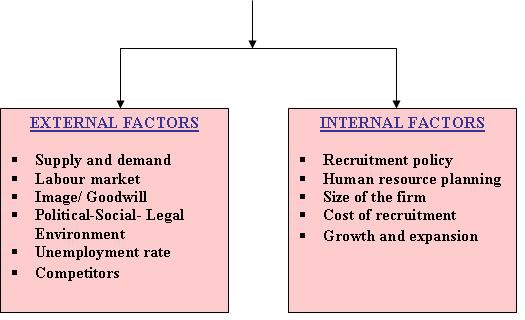 EXTERNAL FACTORS
▪ Supply and demand
▪ Labour market
▪ Image/ Goodwill
▪ Political-Social- Legal
Environment
▪ Unemployment rate
▪ Competitors
INTERNAL FACTORS
▪ Recruitment policy
▪ Human resource planning
▪ Size of the firm
▪ Cost of recruitment
▪ Growth and expansion